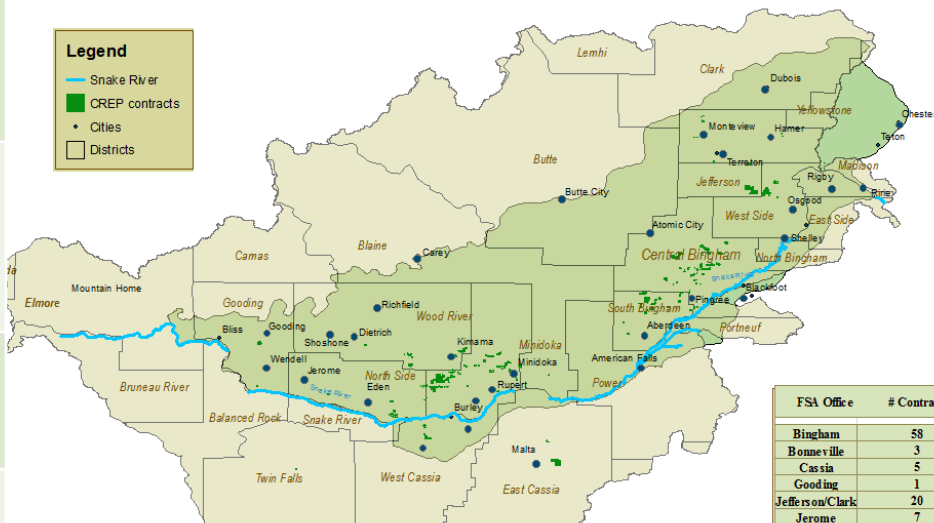 Legend
Snake River
CREP contracts
Cities
Districts
Lemhi
Clark
Dubois
Yellowstone
Chester
Teton
Monteview
Hamer
Terreton
Butte
Madison
Jefferson
Rigby
Ririe
Butte City
Osgood
West Side
East Side
Atomic City
Shelley
Blaine
Carey
Camas
Central Bingham
North Bingham
Snake River
Mountain Home
Elmore
Blackfoot
Gooding
Richfield
Wood River
South Bingham
Pingree
Portneuf
Bliss
Gooding
Shoshone
Dietrich
Aberdeen
Kimama
Minidoka
Wendell
Jerome
North Side
Minidoka
American Falls
Bruneau River
Snake River
Eden
Rupert
Power
Balanced Rock
Snake River
Burley
Malta
Twin Falls
West Cassia
East Cassia
FSA Office # Contra
Bingham 58
Bonneville 3
Cassia 5
Gooding 1
Jefferson/Clark 20
Jerome 7